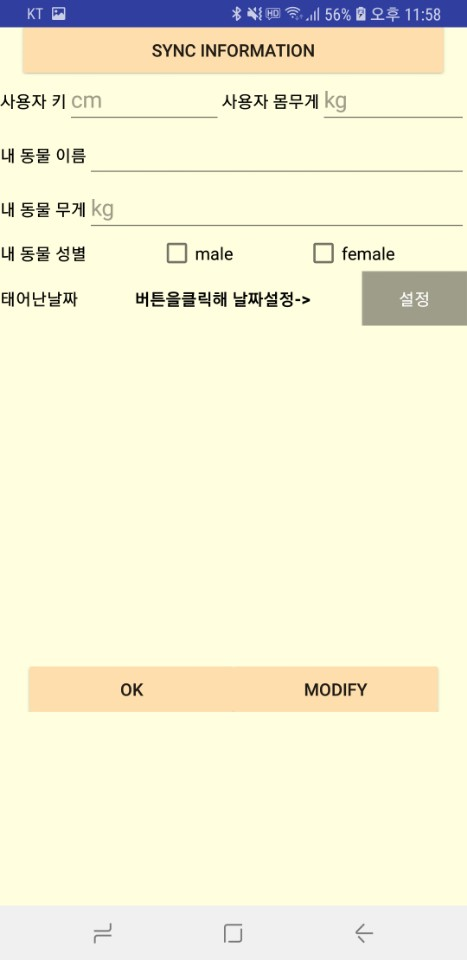 KT HD 56% 오후 11:58
SYNC INFORMATION
사용자 키 cm 사용자 몸무게 kg
내 동물 이름
내 동물 무게 kg
내 동물 성별 male female
태어난날짜 버튼을클릭해 날짜설정-> 설정
OK MODIFY